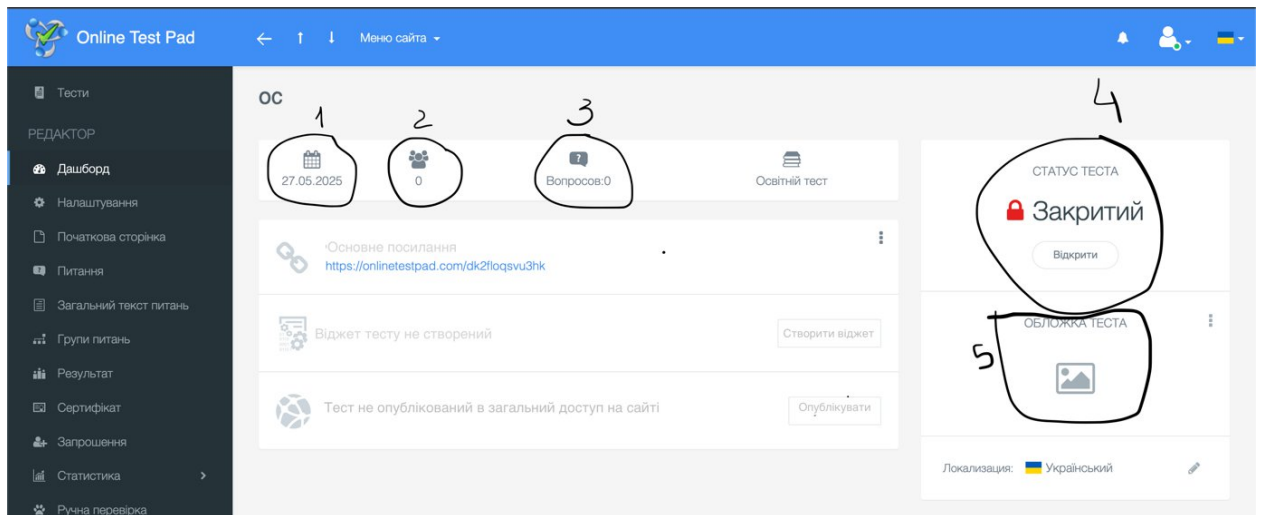 Online Test Pad
Меню сайта
Тести
РЕДАКТОР
Дашборд
Налаштування
Початкова сторінка
Питання
Загальний текст питань
Групи питань
Результат
Сертифікат
Запрошення
Статистика
Ручна перевірка
ОС
1 2 3 4
27.05.2025
0
Вопросов:0
Освітній тест
Основне посилання
https://onlinetestpad.com/dk2floqsvu3hk
Віджет тесту не створений
Створити віджет
Тест не опублікований в загальний доступ на сайті
Опублікувати
СТАТУС ТЕСТА
Закритий
Відкрити
ОБЛОЖКА ТЕСТА
5
Локализация: Український